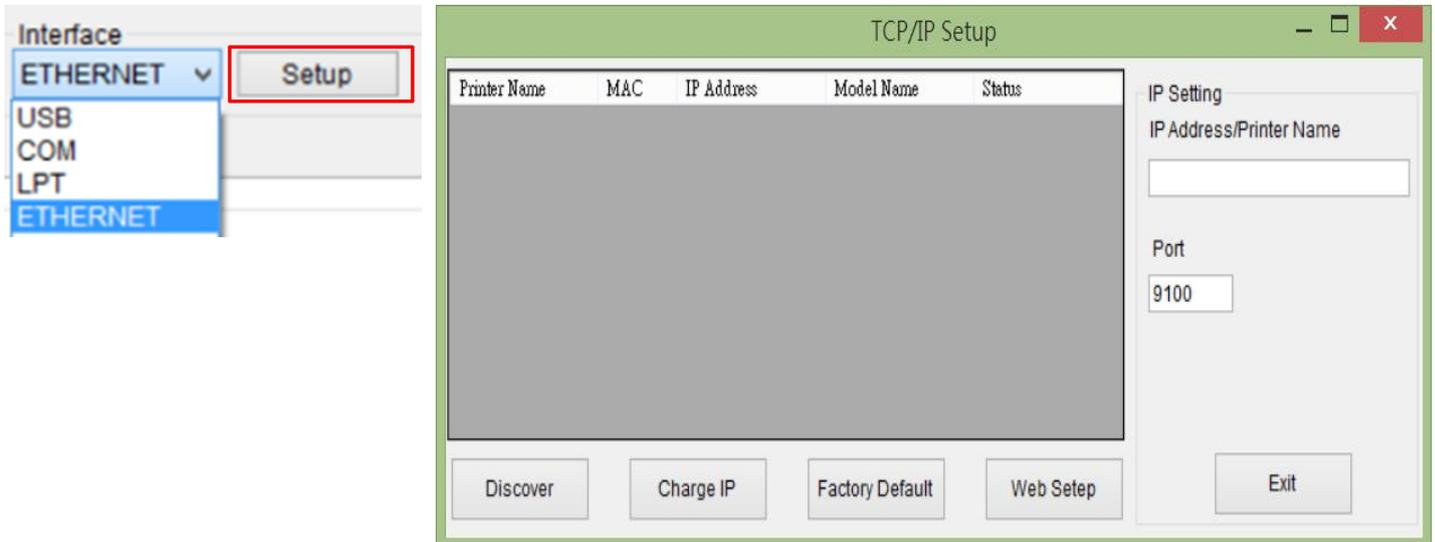 Interface
ETHERNET Setup
USB
COM
LPT
ETHERNET
TCP/IP Setup
X
Printer Name MAC IP Address Model Name Status
IP Setting
IP Address/Printer Name
Port
9100
Discover Charge IP Factory Default Web Setep Exit